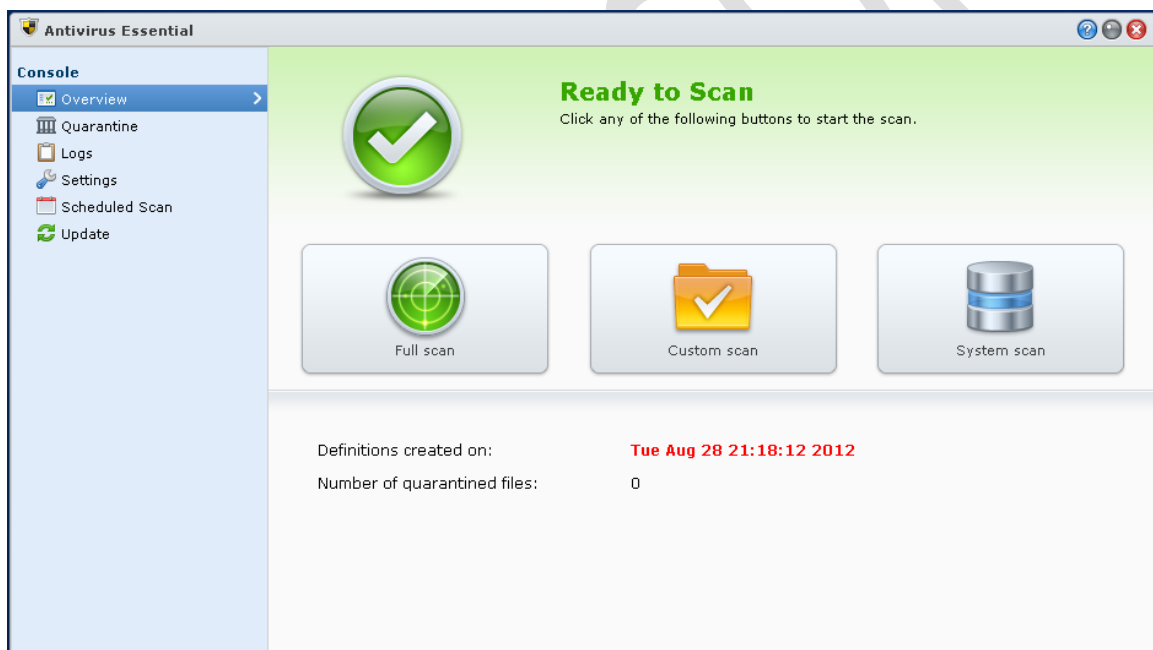 Antivirus Essential
Console
Overview
Quarantine
Logs
Settings
Scheduled Scan
Update
Ready to Scan
Click any of the following buttons to start the scan.
Full scan
Custom scan
System scan
Definitions created on: Tue Aug 28 21:18:12 2012
Number of quarantined files: 0